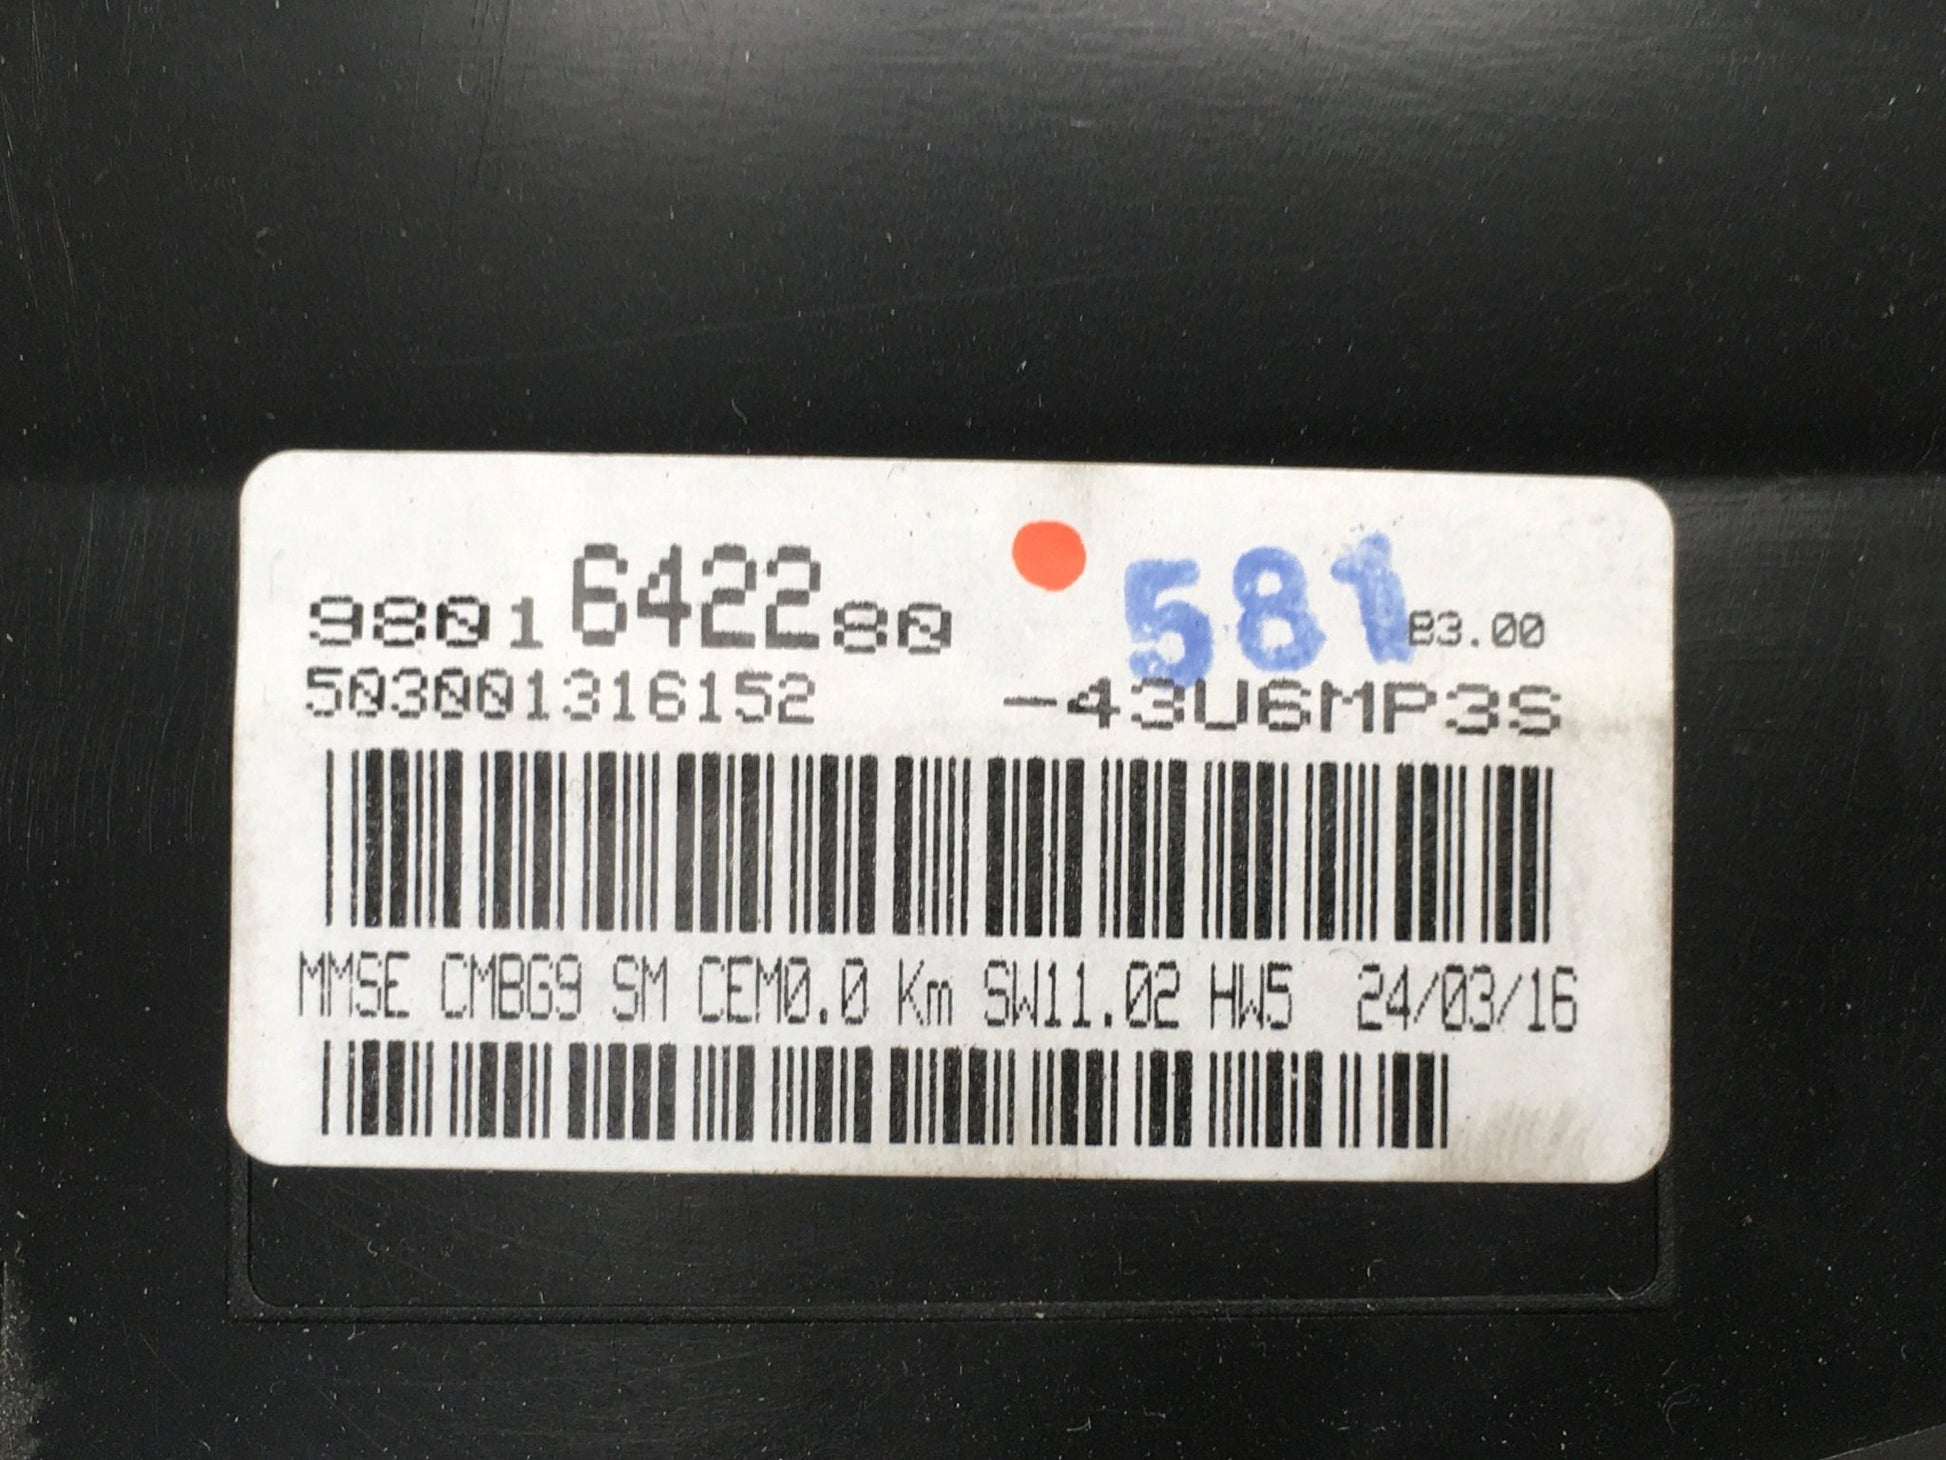 9801642280 581 B3.00
503001316152 -43U6MP3S
MMSE CMBG9 SM CEM0.0 Km SW11.02 HW5 24/03/16